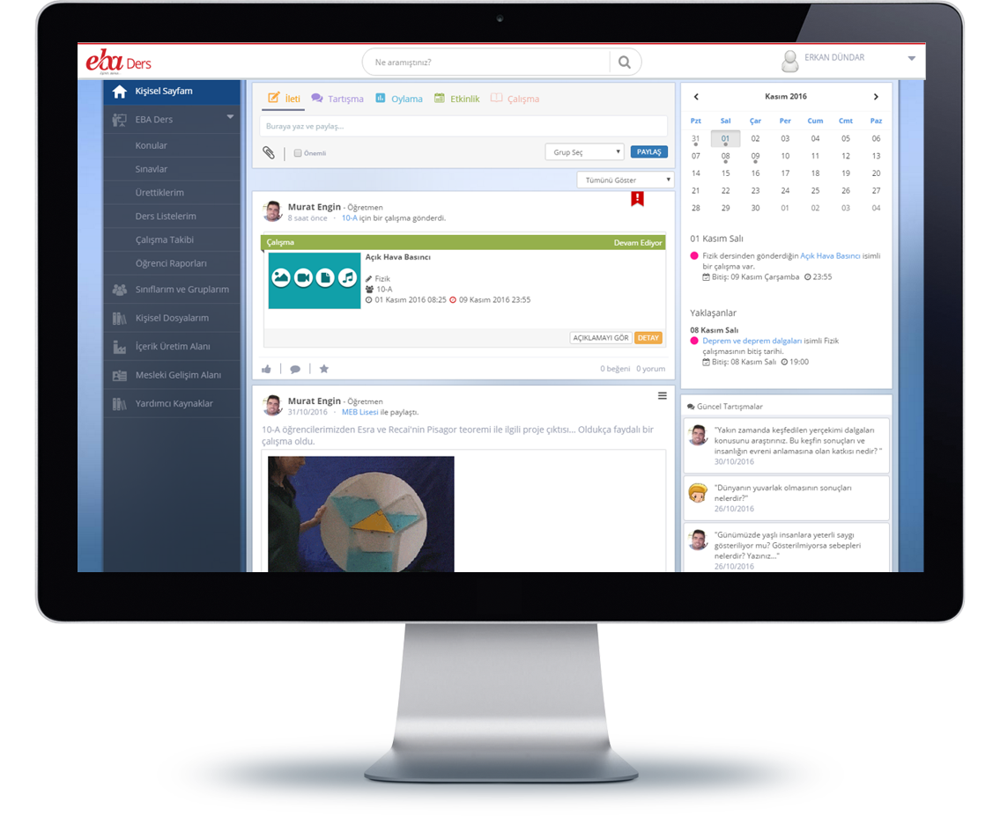 eba Ders
Ne aramıştınız?
ERKAN DÜNDAR
Kişisel Sayfam
EBA Ders
Konular
Sınavlar
Ürettiklerim
Ders Listelerim
Çalışma Takibi
Öğrenci Raporları
Sınıflarım ve Gruplarım
Kişisel Dosyalarım
İçerik Üretim Alanı
Mesleki Gelişim Alanı
Yardımcı Kaynaklar
İleti Tartışma Oylama Etkinlik Çalışma
Buraya yaz ve paylaş...
Önemli Grup Seç PAYLAŞ
Tümünü Göster
Murat Engin - Öğretmen
8 saat önce · 10-A için bir çalışma gönderdi.
Çalışma Devam Ediyor
Açık Hava Basıncı
Fizik
10-A
01 Kasım 2016 08:25 09 Kasım 2016 23:55
AÇIKLAMAYI GÖR DETAY
0 beğeni 0 yorum
Murat Engin - Öğretmen
31/10/2016 · MEB Lisesi ile paylaştı.
10-A öğrencilerimizden Esra ve Recai'nin Pisagor teoremi ile ilgili proje çıktısı... Oldukça faydalı bir
çalışma oldu.
Kasım 2016
Pzt Sal Çar Per Cum Cmt Paz
31 01 02 03 04 05 06
07 08 09 10 11 12 13
14 15 16 17 18 19 20
21 22 23 24 25 26 27
28 29 30 01 02 03 04
01 Kasım Salı
Fizik dersinden gönderdiğin Açık Hava Basıncı isimli
bir çalışma var.
Bitiş: 09 Kasım Çarşamba 23:55
Yaklaşanlar
08 Kasım Salı
Deprem ve deprem dalgaları isimli Fizik
çalışmasının bitiş tarihi.
Bitiş: 08 Kasım Salı 19:00
Güncel Tartışmalar
"Yakın zamanda keşfedilen yerçekimi dalgaları
konusunu araştırınız. Bu keşfin sonuçları ve
insanlığın evreni anlamasına olan katkısı nedir? "
30/10/2016
"Dünyanın yuvarlak olmasının sonuçları
nelerdir?"
26/10/2016
"Günümüzde yaşlı insanlara yeterli saygı
gösteriliyor mu? Gösterilmiyorsa sebepleri
nelerdir? Yazınız..."
26/10/2016